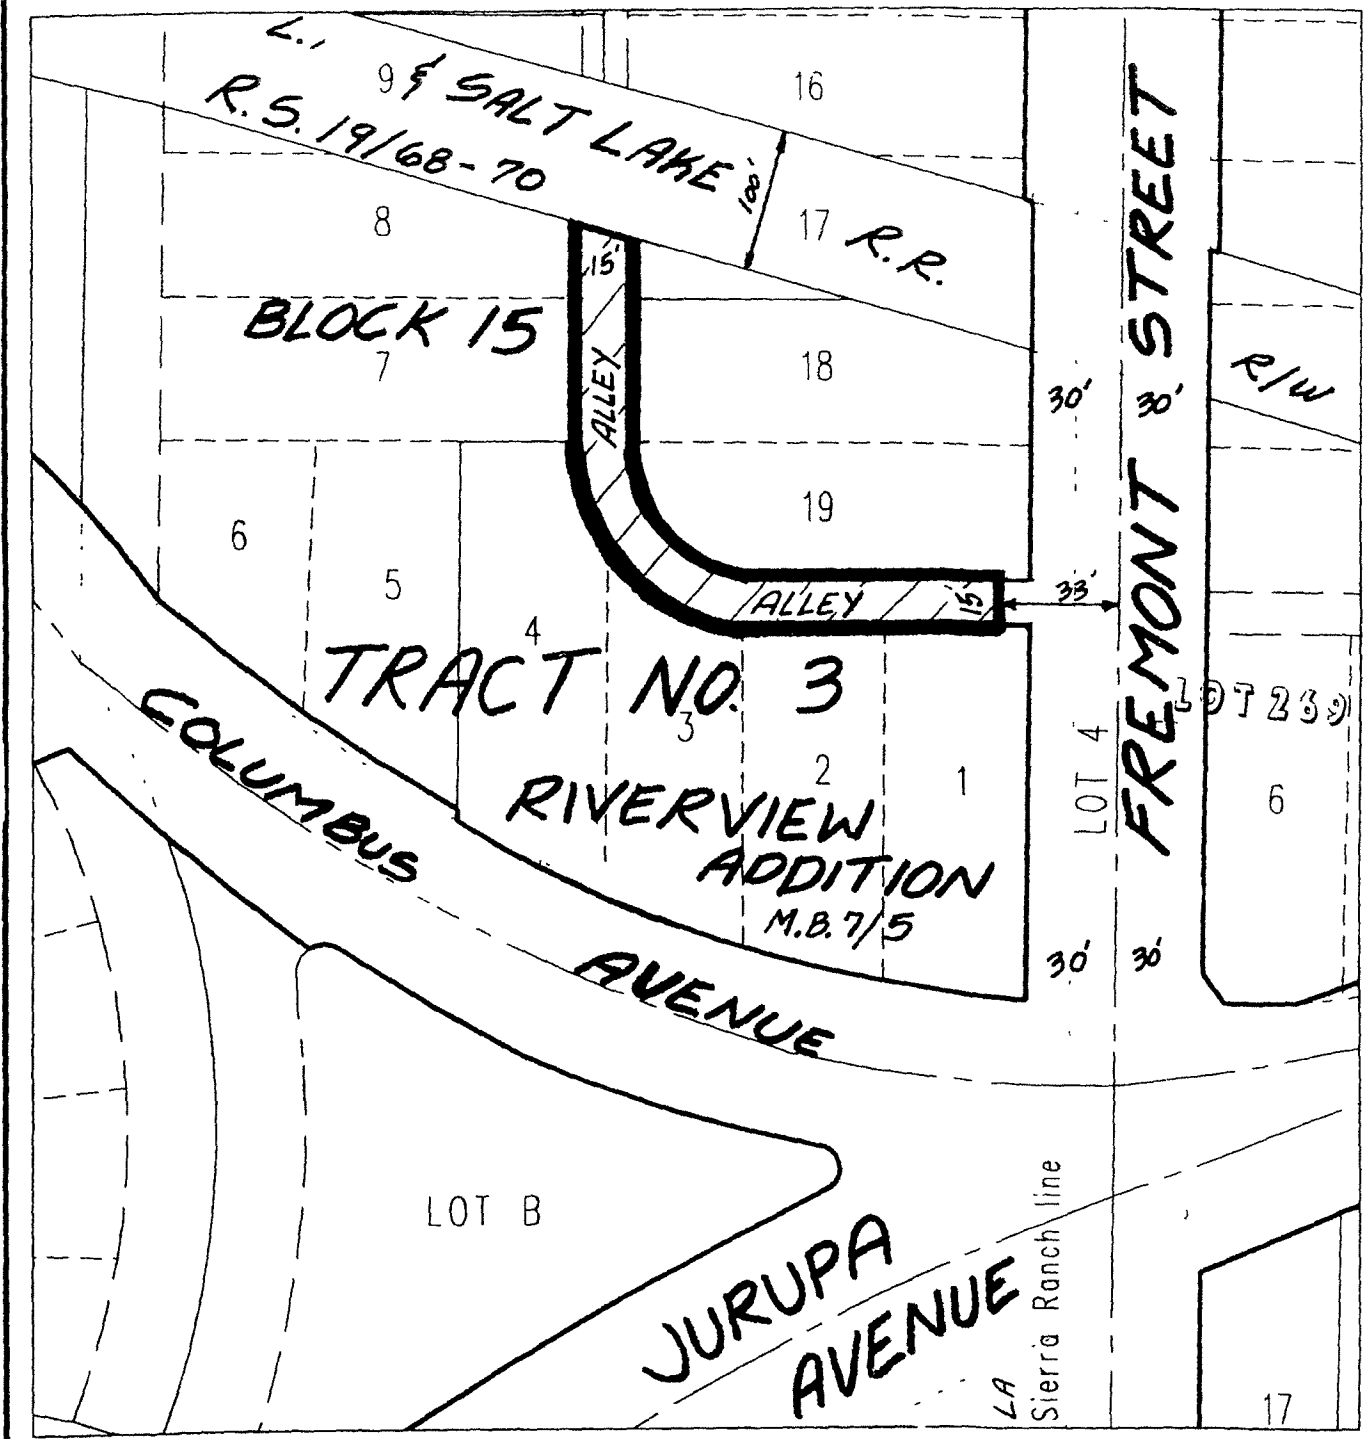 L.,
9 & SALT LAKE
R.S. 19/68-70
100'
16
17 R.R.
8
15'
BLOCK 15
7
ALLEY
18
30' 30'
R/W
FREMONT STREET
6
5
4
19
ALLEY
15'
33'
TRACT NO. 3
3
2
1
LOT 4
LOT 269
6
RIVERVIEW
ADDITION
M.B. 7/5
COLUMBUS
AVENUE
30' 30'
LOT B
JURUPA
AVENUE
LA
Sierra Ranch line
17